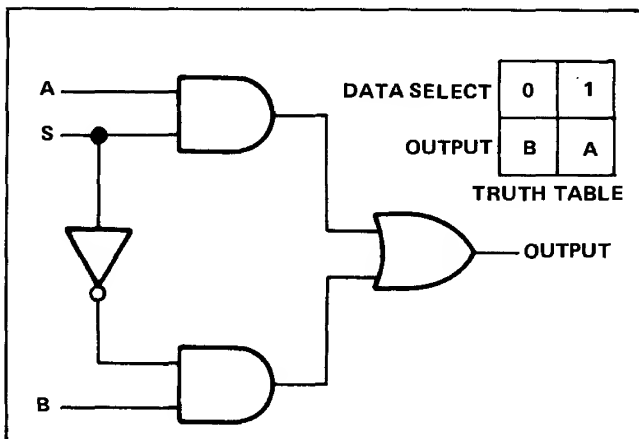 A
S
B
DATA SELECT 0 1
OUTPUT B A
TRUTH TABLE
OUTPUT